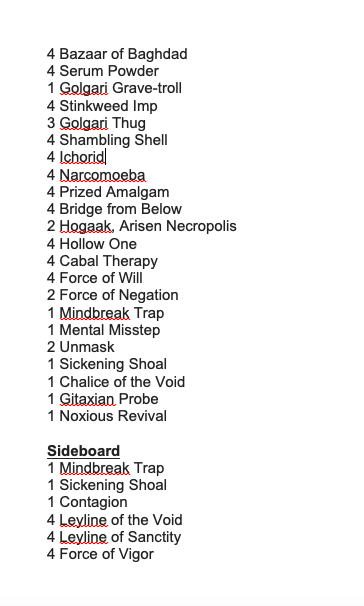 4 Bazaar of Baghdad
4 Serum Powder
1 Golgari Grave-troll
4 Stinkweed Imp
3 Golgari Thug
4 Shambling Shell
4 Ichorid
4 Narcomoeba
4 Prized Amalgam
4 Bridge from Below
2 Hogaak, Arisen Necropolis
4 Hollow One
4 Cabal Therapy
4 Force of Will
2 Force of Negation
1 Mindbreak Trap
1 Mental Misstep
2 Unmask
1 Sickening Shoal
1 Chalice of the Void
1 Gitaxian Probe
1 Noxious Revival
Sideboard
1 Mindbreak Trap
1 Sickening Shoal
1 Contagion
4 Leyline of the Void
4 Leyline of Sanctity
4 Force of Vigor